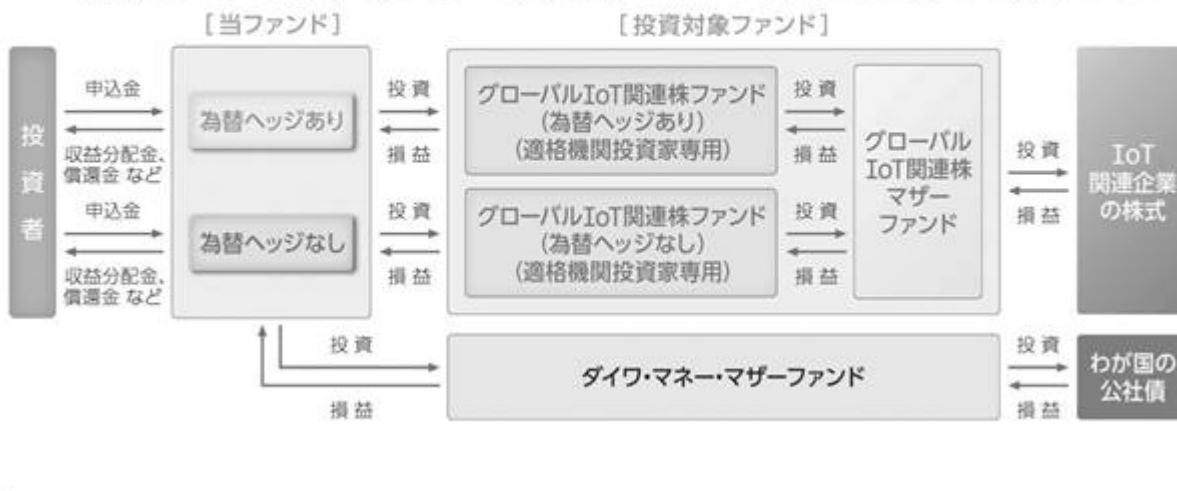 [当ファンド]
[投資対象ファンド]
投資者
申込金
収益分配金、
償還金 など
申込金
収益分配金、
償還金 など
為替ヘッジあり
為替ヘッジなし
投資
損益
投資
損益
グローバルIoT関連株ファンド
(為替ヘッジあり)
(適格機関投資家専用)
グローバルIoT関連株ファンド
(為替ヘッジなし)
(適格機関投資家専用)
投資
損益
投資
損益
グローバル
IoT関連株
マザー
ファンド
投資
損益
IoT
関連企業
の株式
投資
損益
ダイワ・マネー・マザーファンド
投資
損益
わが国の
公社債